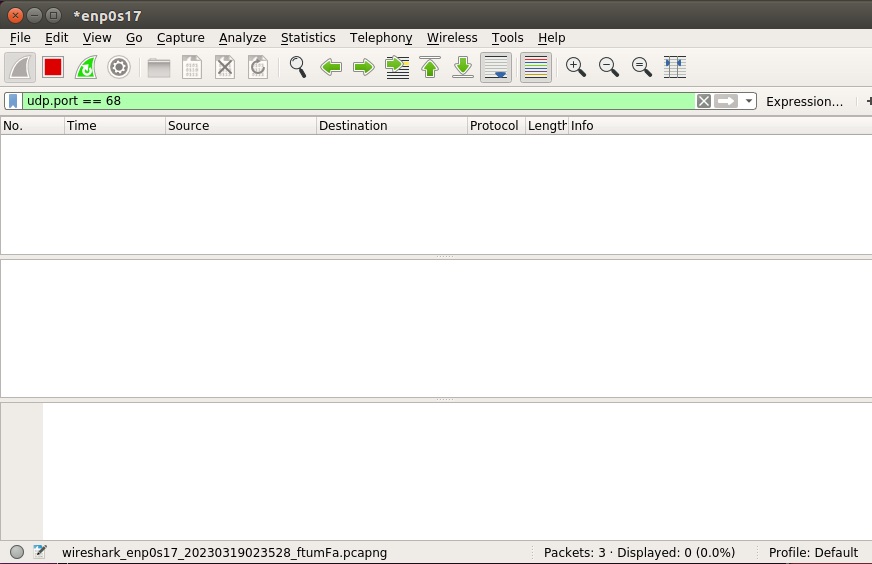 *enp0s17
File Edit View Go Capture Analyze Statistics Telephony Wireless Tools Help
udp.port == 68 Expression… +
No. Time Source Destination Protocol Length Info
wireshark_enp0s17_20230319023528_ftumFa.pcapng Packets: 3 · Displayed: 0 (0.0%) Profile: Default